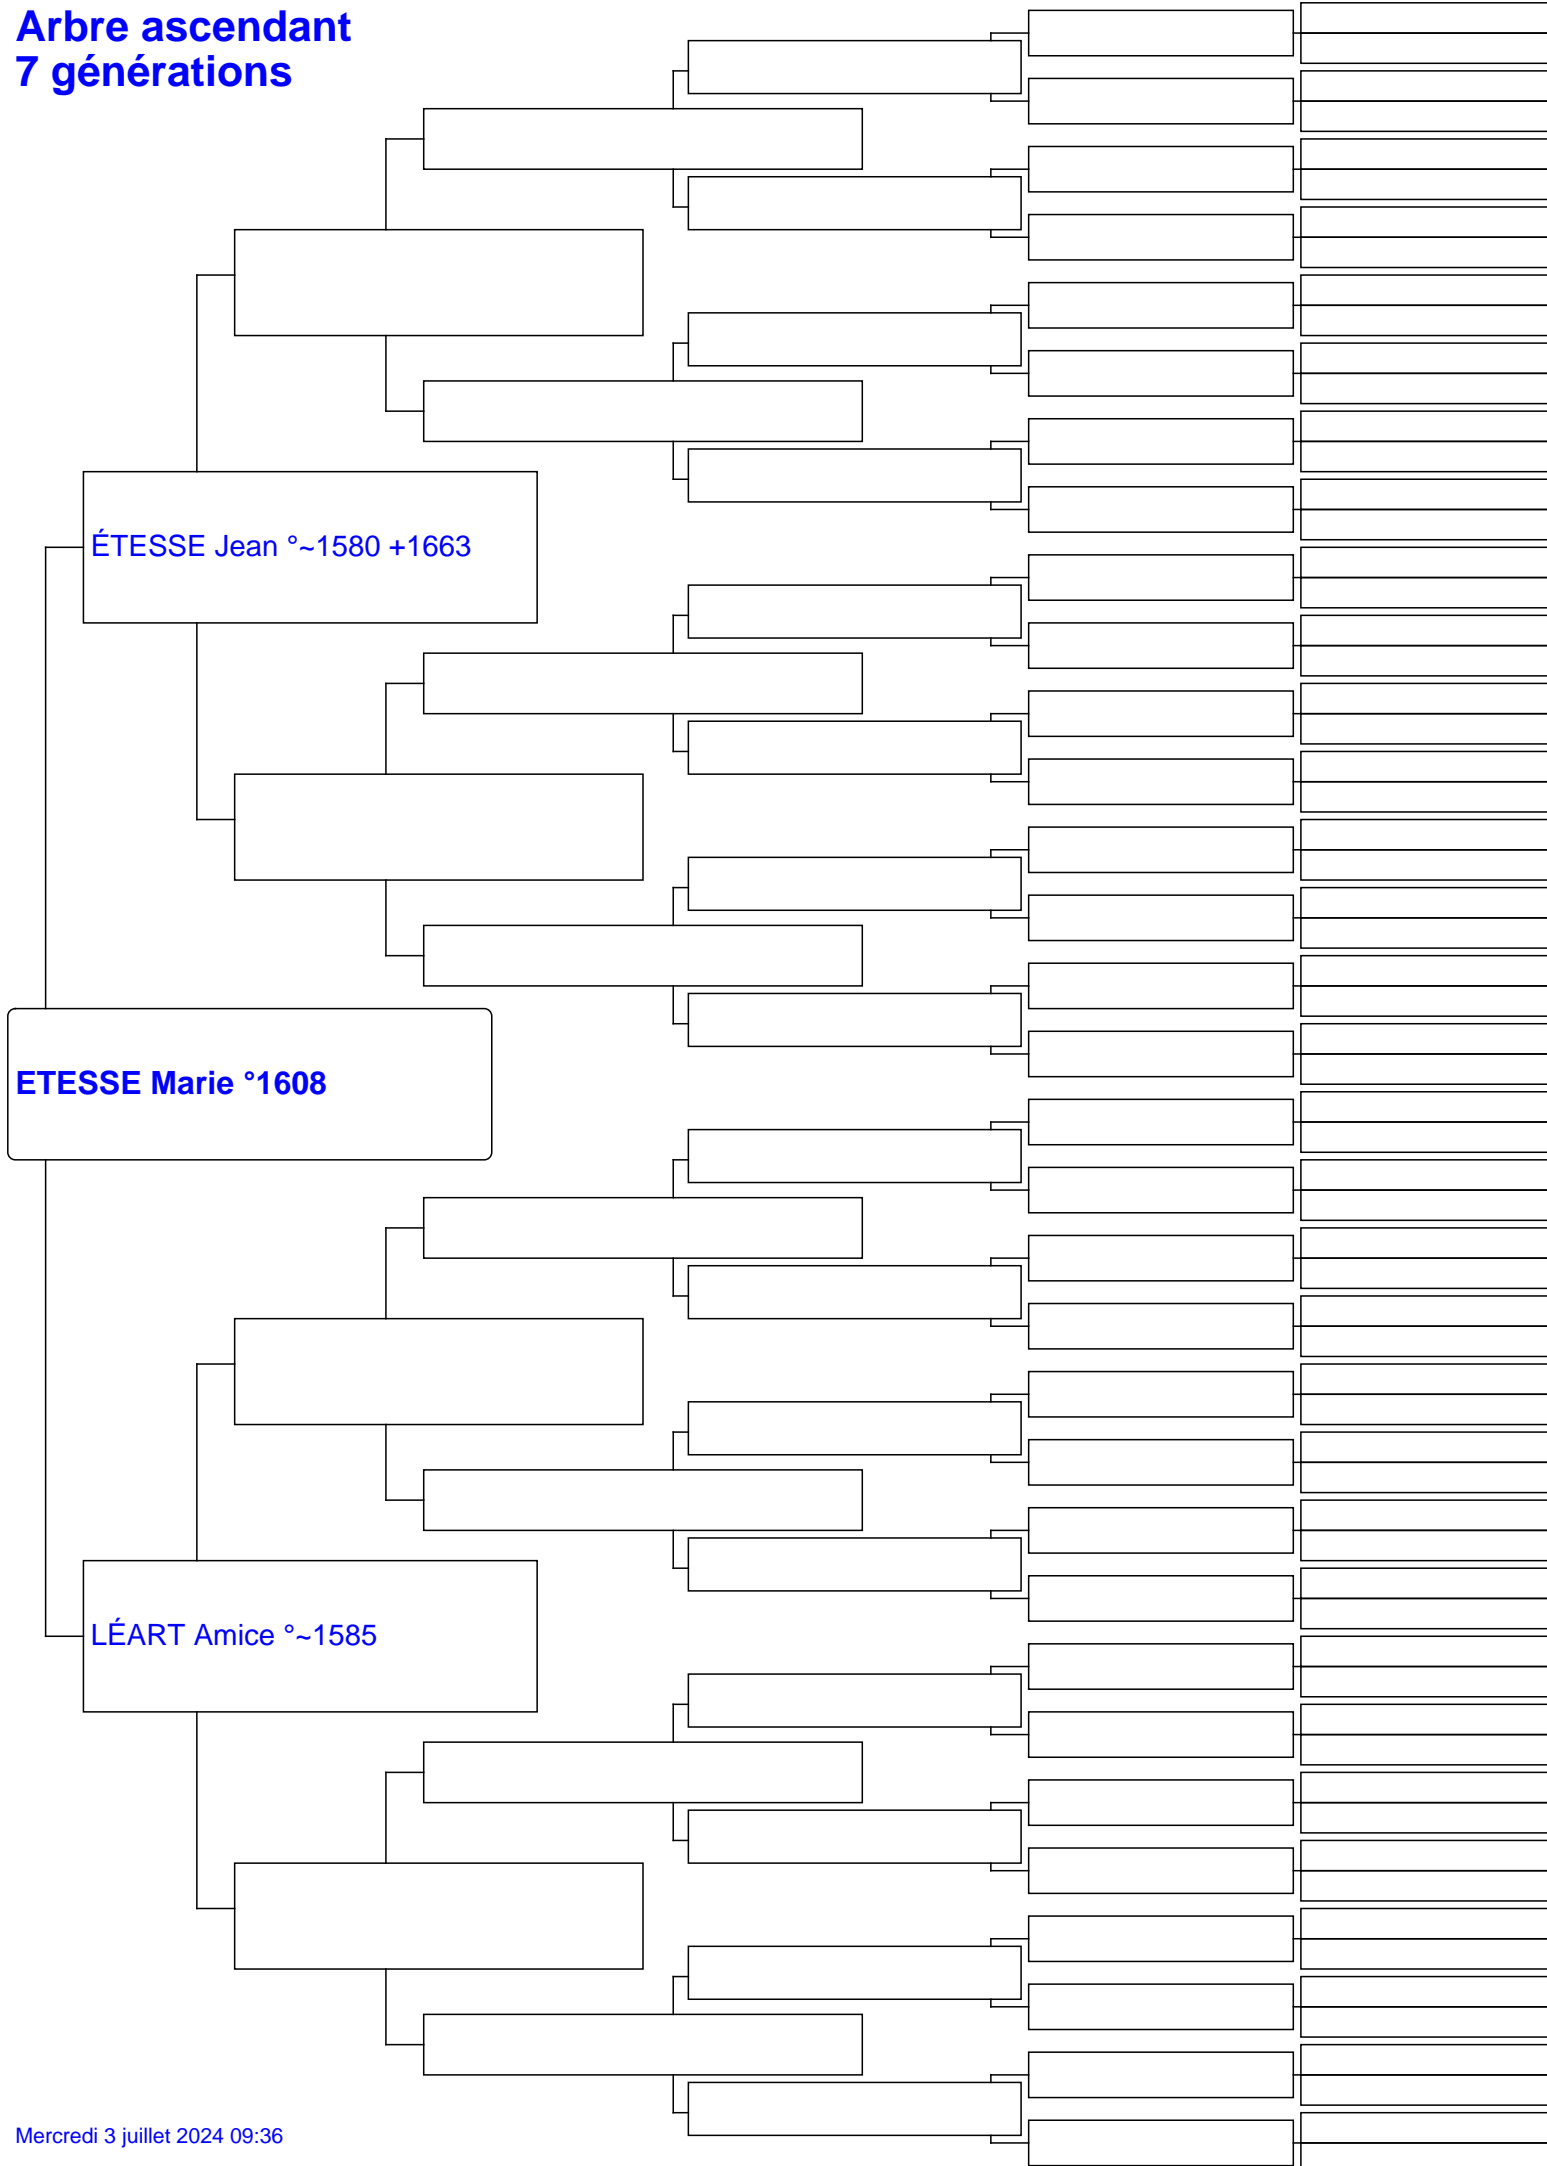 Arbre ascendant
7 générations
ÉTESSE Jean °~1580 +1663
ETESSE Marie °1608
LÉART Amice °~1585
Mercredi 3 juillet 2024 09:36